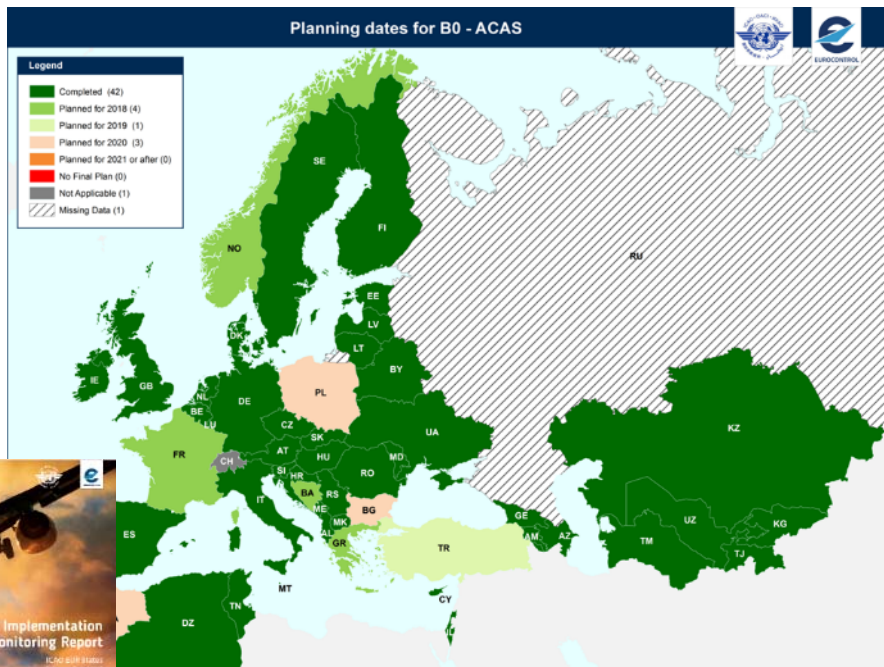 Planning dates for B0 - ACAS
EUROCONTROL
Legend
Completed (42)
Planned for 2018 (4)
Planned for 2019 (1)
Planned for 2020 (3)
Planned for 2021 or after (0)
No Final Plan (0)
Not Applicable (1)
Missing Data (1)
SE
FI
NO
RU
EE
LV
DK
LT
IE
GB
NL
BY
BE
DE
PL
LU
CZ
UA
KZ
SK
FR
AT
HU
MD
CH
SI
RO
HR
BA
RS
IT
ME
BG
GE
UZ
KG
ES
MK
AL
AM
AZ
GR
TR
TM
TJ
MT
CY
TN
DZ
Implementation
onitoring Report
ICAO EUR States